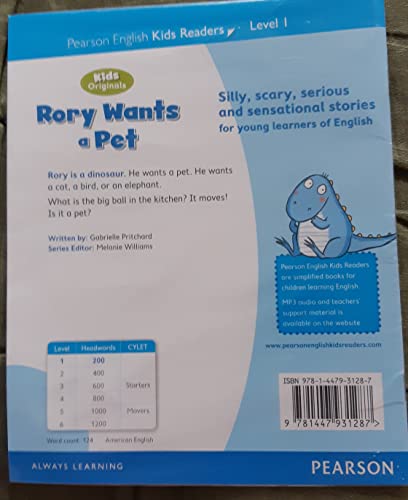 Pearson English Kids Readers Level 1
Kids
Originals
Rory Wants
a Pet
Silly, scary, serious
and sensational stories
for young learners of English
Rory is a dinosaur. He wants a pet. He wants
a cat, a bird, or an elephant.
What is the big ball in the kitchen? It moves!
Is it a pet?
Written by: Gabrielle Pritchard
Series Editor: Melanie Williams
Pearson English Kids Readers
are simplified books for
children learning English.
MP3 audio and teachers'
support material is
available on the website
www.pearsonenglishkidsreaders.com
Level Headwords CYLET
1 200
2 400
3 600 Starters
4 800
5 1000 Movers
6 1200
Word count: 124 American English
ISBN 978-1-4479-3128-7
9 781447 931287 >
ALWAYS LEARNING
PEARSON